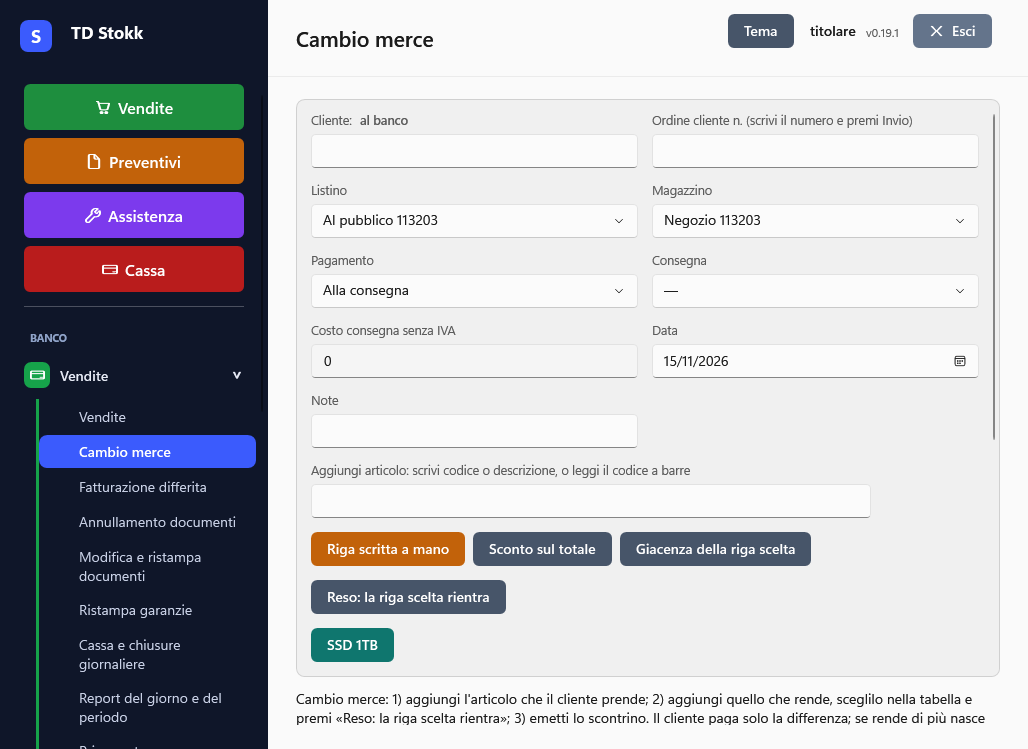 S TD Stokk
Vendite
Preventivi
Assistenza
Cassa
BANCO
Vendite
Vendite
Cambio merce
Fatturazione differita
Annullamento documenti
Modifica e ristampa
documenti
Ristampa garanzie
Cassa e chiusure
giornaliere
Report del giorno e del
periodo
Cambio merce
Tema titolare v0.19.1 Esci
Cliente: al banco
Ordine cliente n. (scrivi il numero e premi Invio)
Listino
Al pubblico 113203
Magazzino
Negozio 113203
Pagamento
Alla consegna
Consegna
—
Costo consegna senza IVA
0
Data
15/11/2026
Note
Aggiungi articolo: scrivi codice o descrizione, o leggi il codice a barre
Riga scritta a mano Sconto sul totale Giacenza della riga scelta
Reso: la riga scelta rientra
SSD 1TB
Cambio merce: 1) aggiungi l'articolo che il cliente prende; 2) aggiungi quello che rende, sceglilo nella tabella e
premi «Reso: la riga scelta rientra»; 3) emetti lo scontrino. Il cliente paga solo la differenza; se rende di più nasce